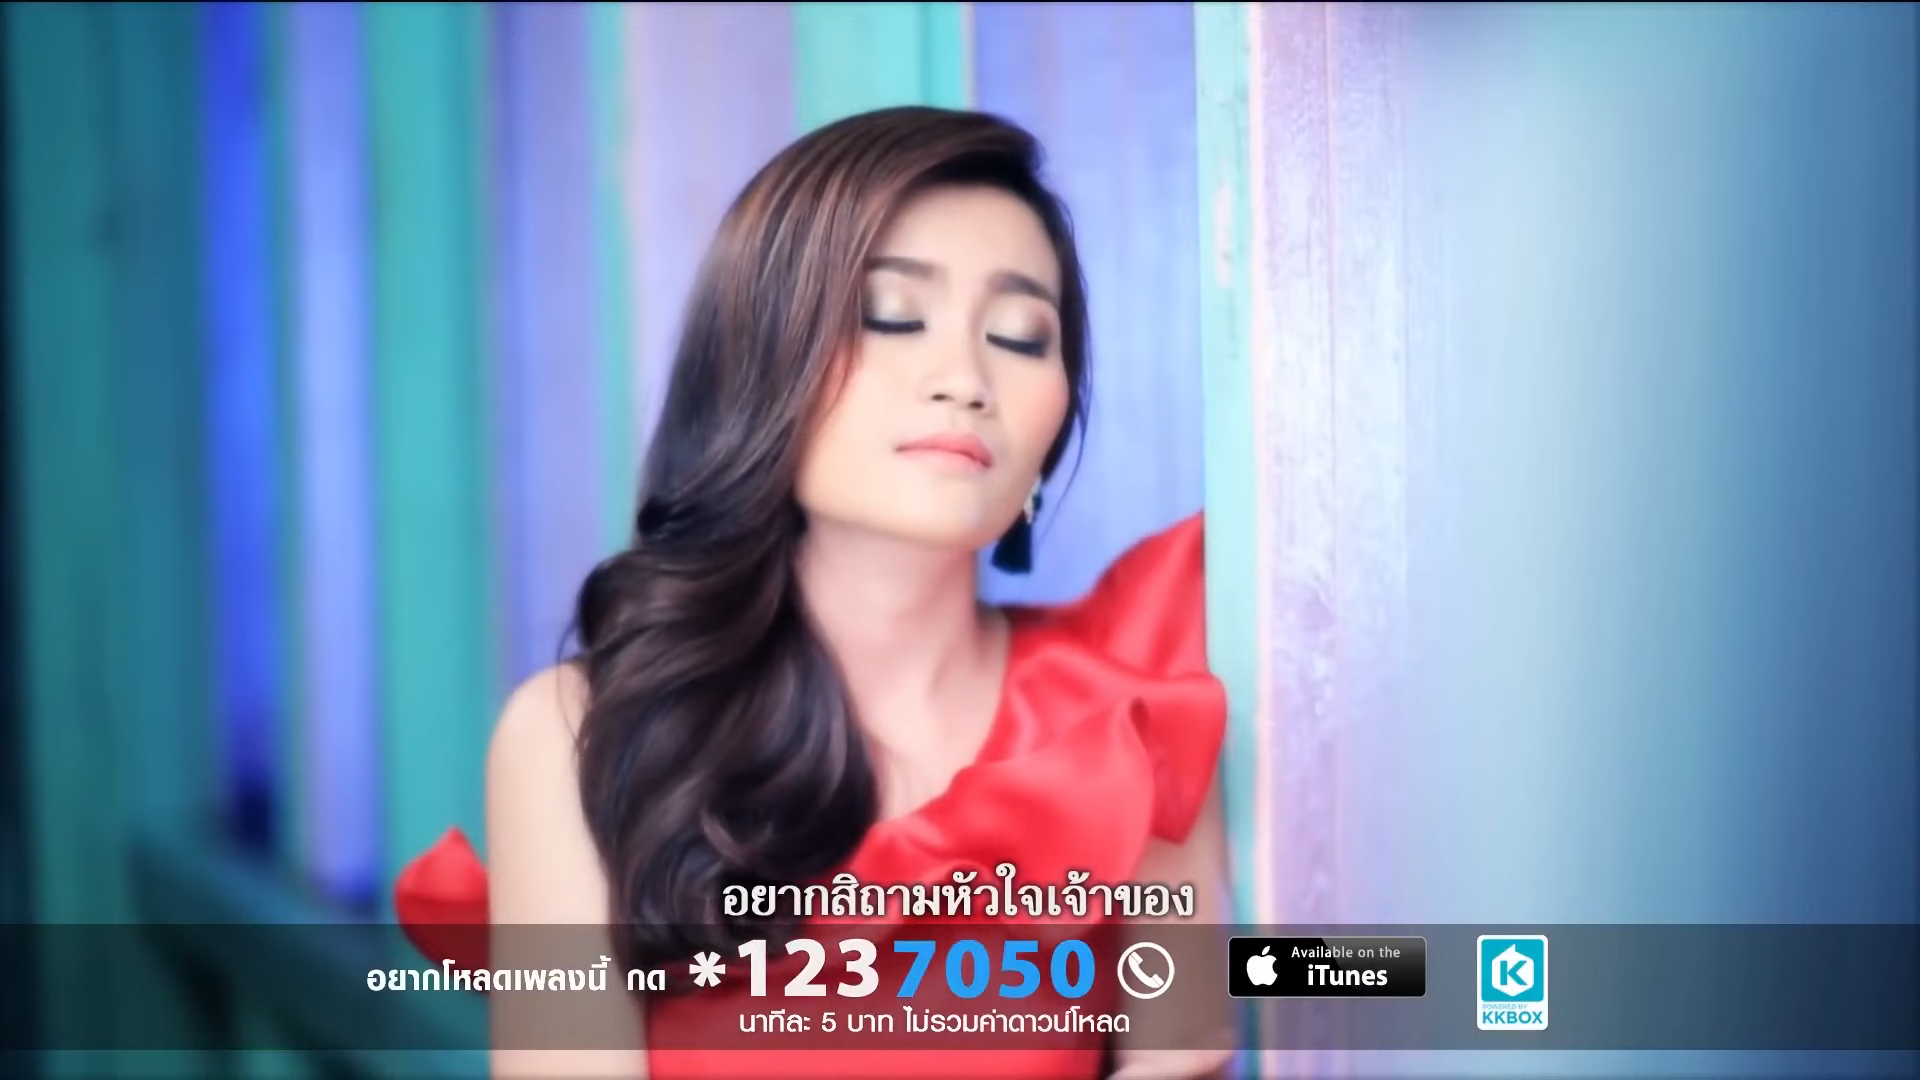 อยากสิถามหัวใจเจ้าของ
อยากโหลดเพลงนี้ กด *1237050
นาทีละ 5 บาท ไม่รวมค่าดาวน์โหลด
Available on the
iTunes
K
POWERED BY
KKBOX